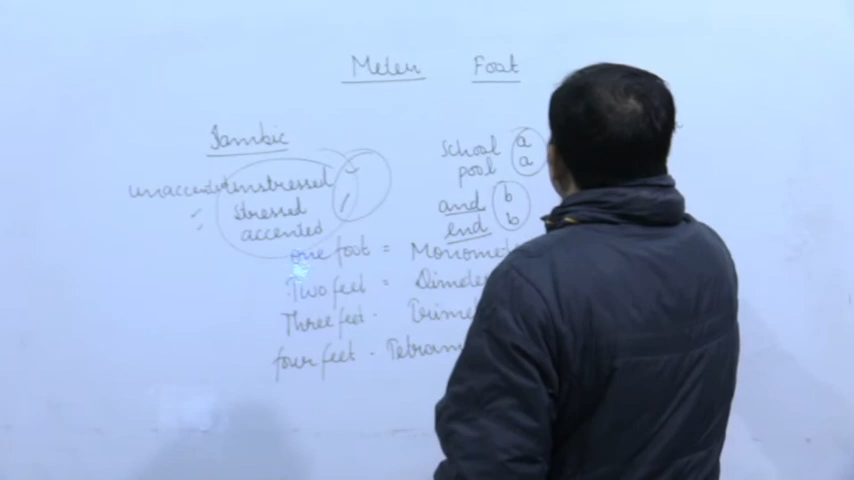 Meter Foot
Iambic
unaccented unstressed ˘
stressed /
accented
School a
pool a
and b
end b
one foot = Monomete
Two feet = Dimete
Three feet - Trimet
four feet - Tetram